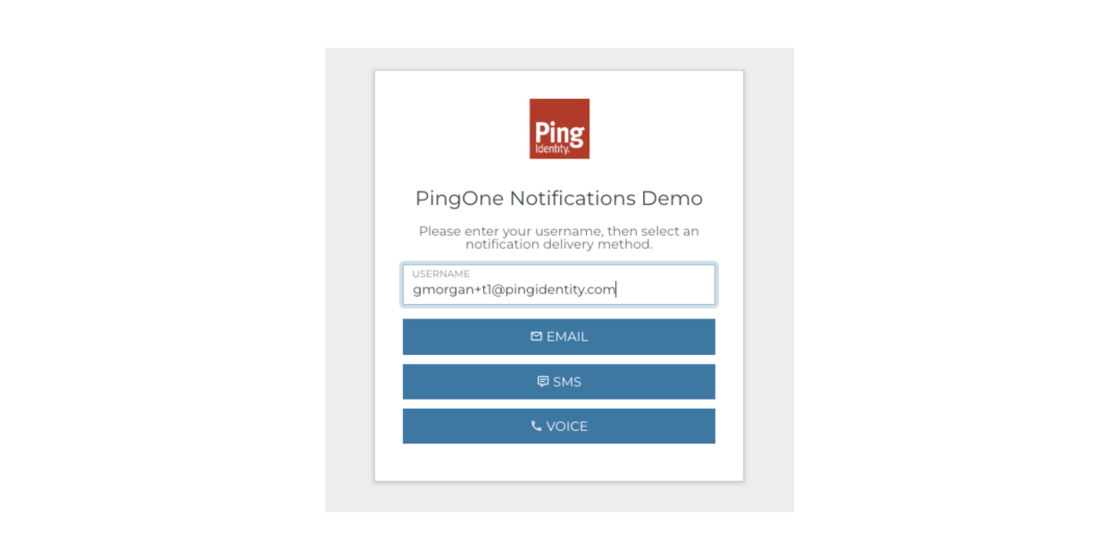 Ping
Identity.
PingOne Notifications Demo
Please enter your username, then select an
notification delivery method.
USERNAME
gmorgan+t1@pingidentity.com
EMAIL
SMS
VOICE